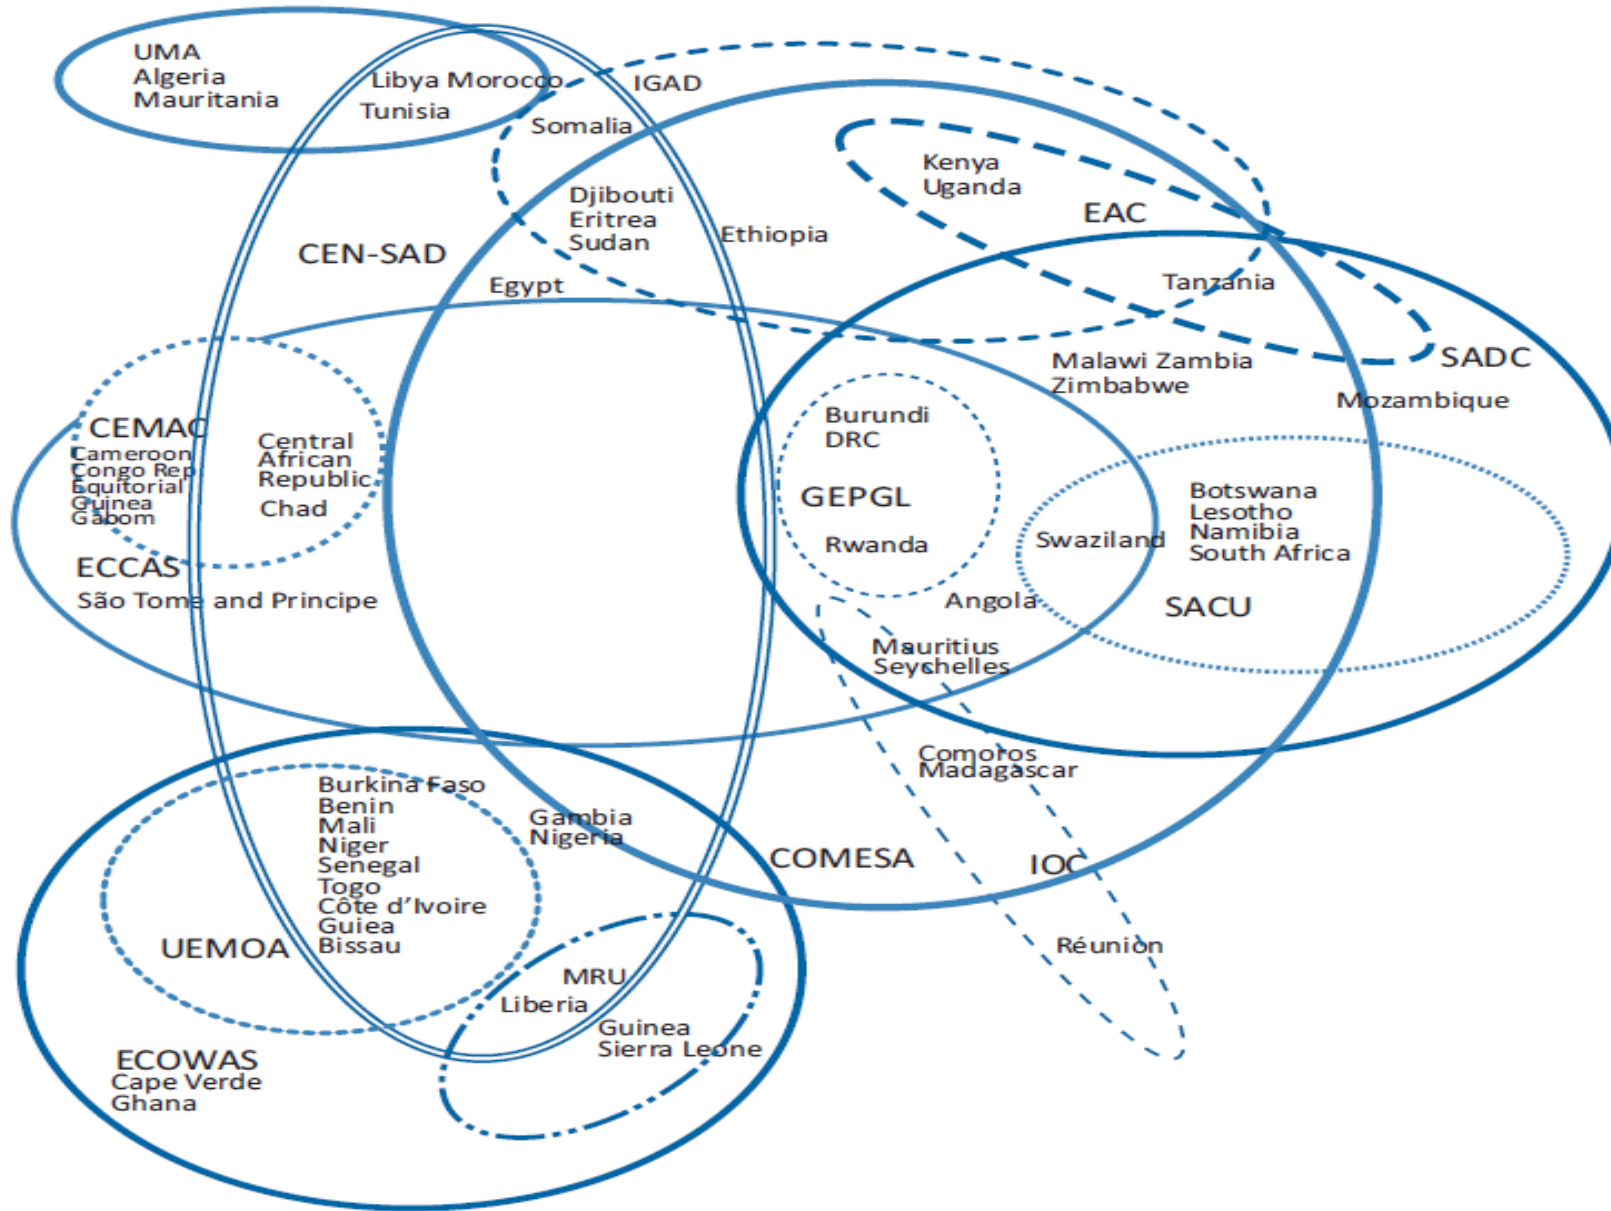 UMA
Algeria
Mauritania
Libya Morocco
Tunisia
IGAD
Somalia
Kenya
Uganda
Djibouti
Eritrea
Sudan
EAC
Ethiopia
CEN-SAD
Egypt
Tanzania
Malawi Zambia
Zimbabwe
SADC
Mozambique
CEMAC
Cameroon
Congo Rep
Equitorial
Guinea
Gabom
Central
African
Republic
Chad
Burundi
DRC
GEPGL
Rwanda
Swaziland
Botswana
Lesotho
Namibia
South Africa
SACU
ECCAS
São Tome and Principe
Angola
Mauritius
Seychelles
Comoros
Madagascar
Burkina Faso
Benin
Mali
Niger
Senegal
Togo
Côte d’Ivoire
Guiea
Bissau
UEMOA
Gambia
Nigeria
COMESA
IOC
Réunion
MRU
Liberia
Guinea
Sierra Leone
ECOWAS
Cape Verde
Ghana